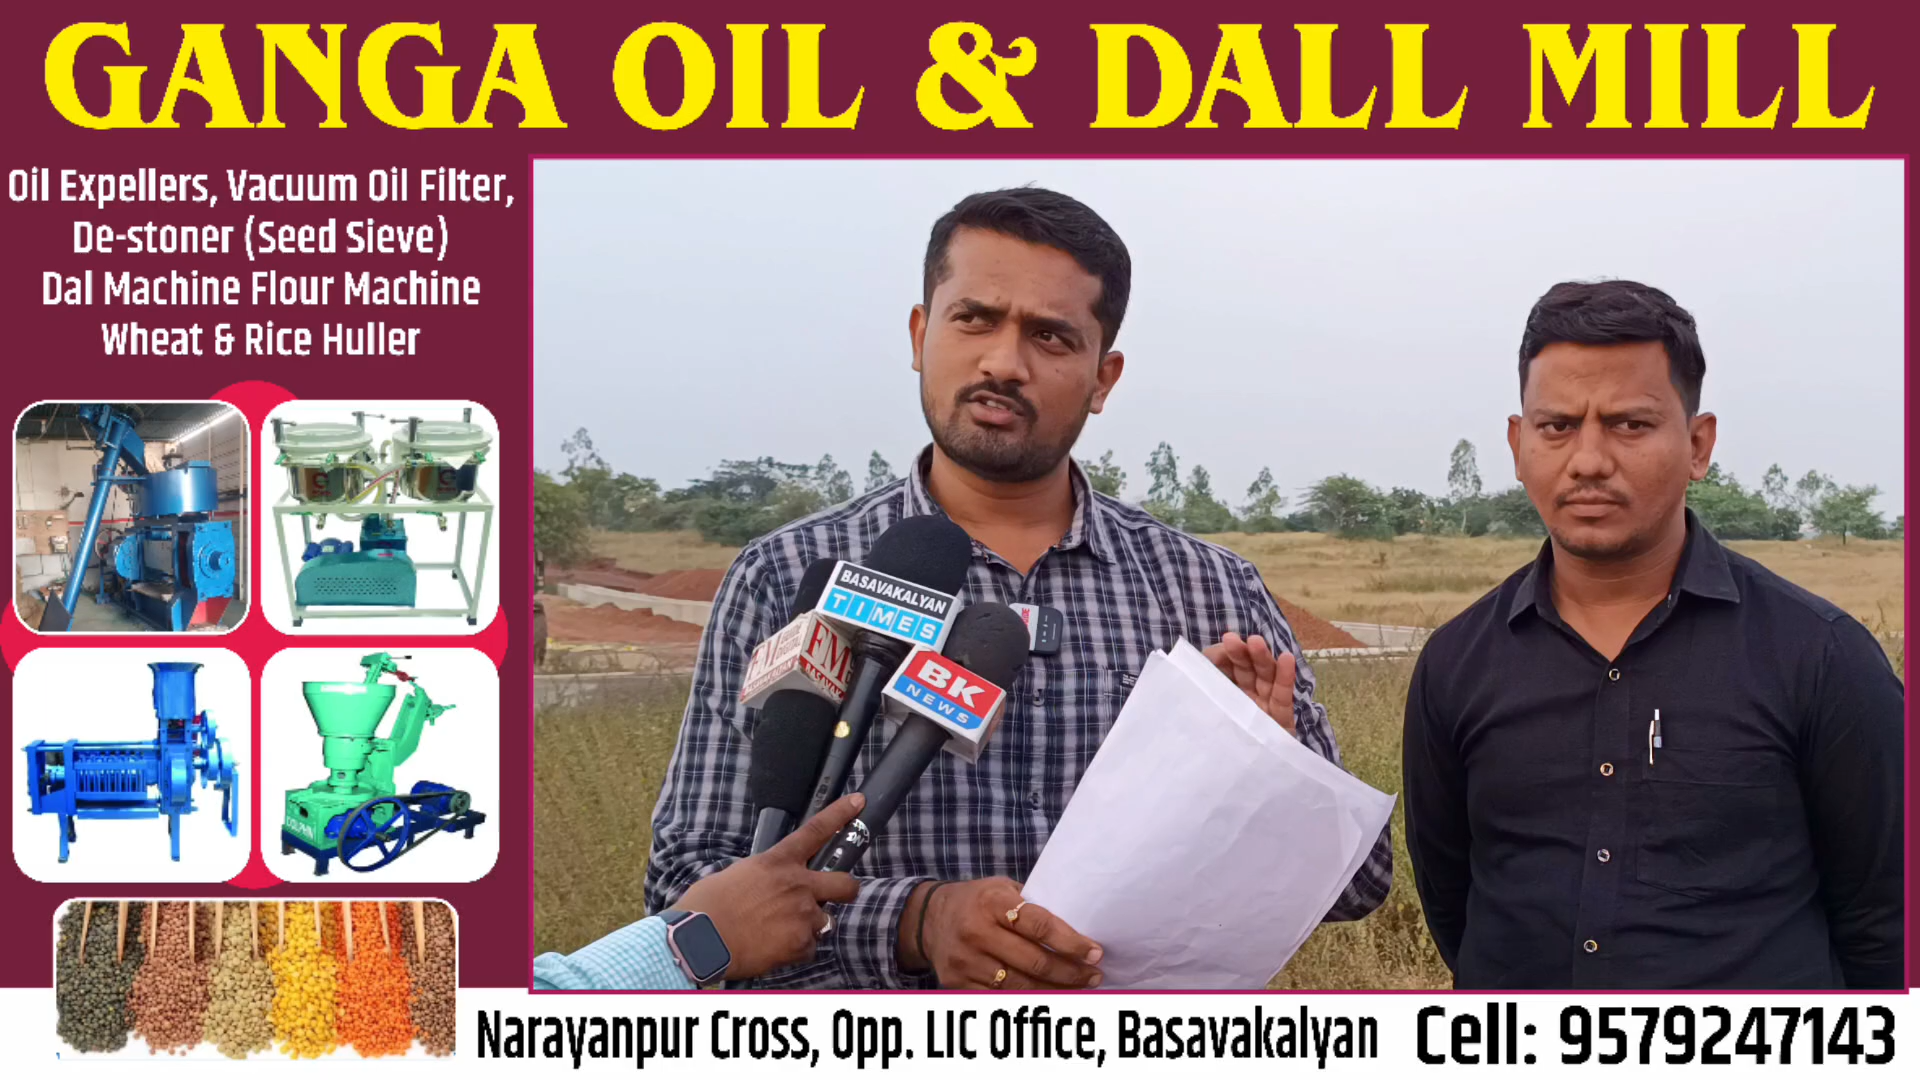 GANGA OIL & DALL MILL
Oil Expellers, Vacuum Oil Filter,
De-stoner (Seed Sieve)
Dal Machine Flour Machine
Wheat & Rice Huller
BASAVAKALYAN
TIMES
FM
BK
NEWS
DOLPHIN
Narayanpur Cross, Opp. LIC Office, Basavakalyan
Cell: 9579247143